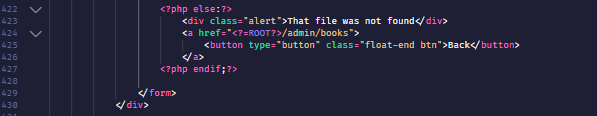 422 <?php else:?>
423 <div class="alert">That file was not found</div>
424 <a href="<?=ROOT?>/admin/books">
425 <button type="button" class="float-end btn">Back</button>
426 </a>
427 <?php endif;?>
428
429 </form>
430 </div>